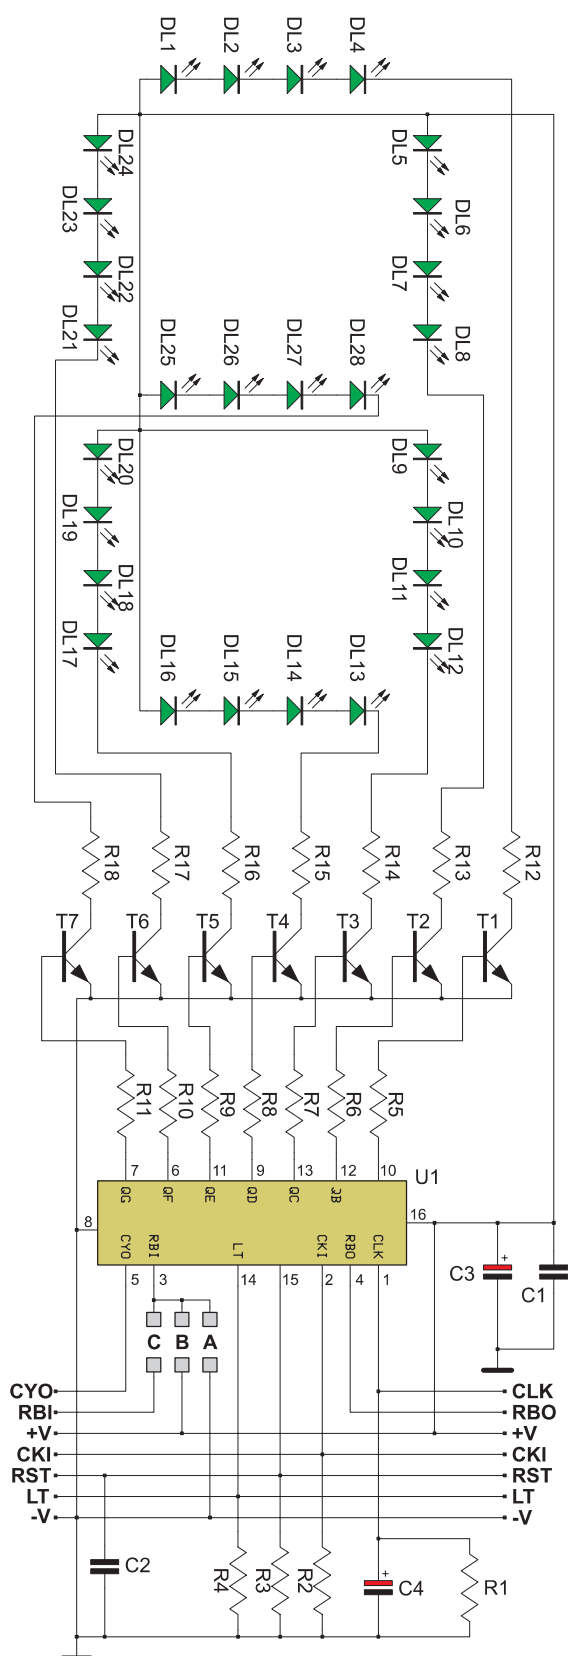 DL1 DL2 DL3 DL4
DL24 DL5
DL23 DL6
DL22 DL7
DL21 DL8
DL25 DL26 DL27 DL28
DL20 DL9
DL19 DL10
DL18 DL11
DL17 DL12
DL16 DL15 DL14 DL13
R18 R17 R16 R15 R14 R13 R12
T7 T6 T5 T4 T3 T2 T1
R11 R10 R9 R8 R7 R6 R5
7 6 11 9 13 12 10 U1
QG QF QE QD QC QB
8 16
CYO RBI LT CKI RBO CLK
5 3 14 15 2 4 1
C3 + C1
C B A
CYO CLK
RBI RBO
+V +V
CKI CKI
RST RST
LT LT
-V -V
C2 R4 R3 R2 + C4 R1